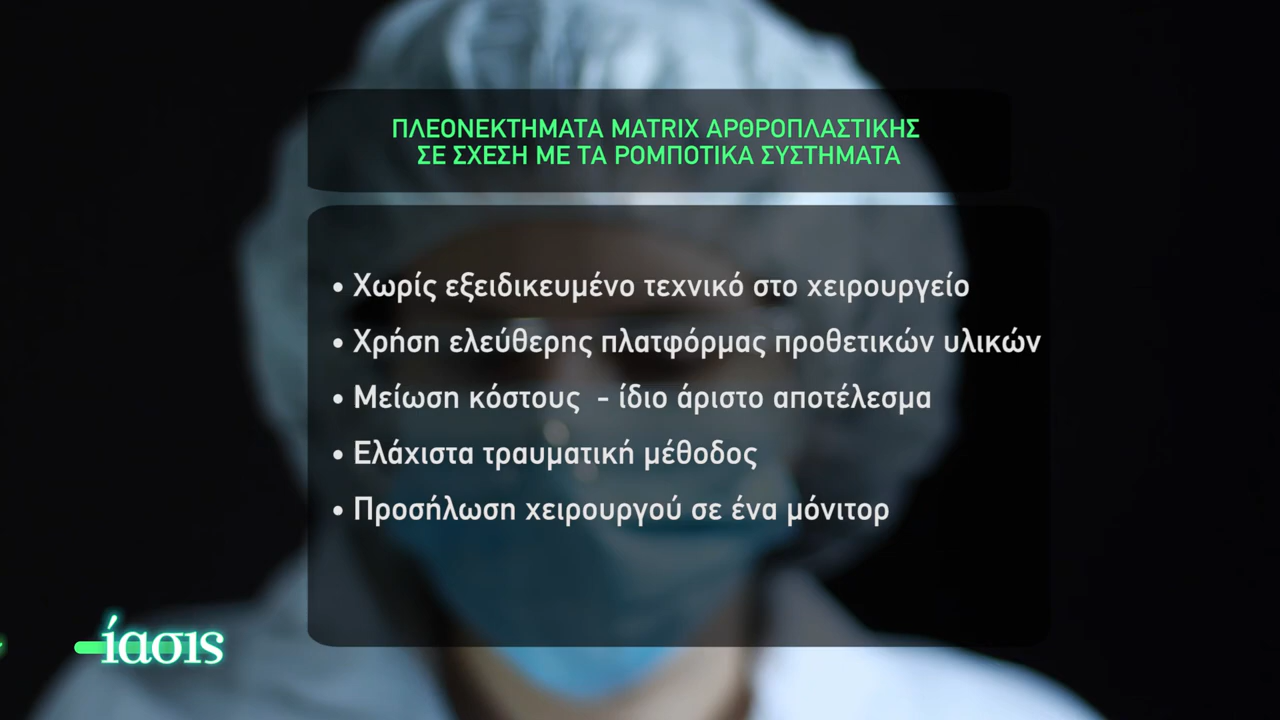 ΠΛΕΟΝΕΚΤΗΜΑΤΑ MATRIX ΑΡΘΡΟΠΛΑΣΤΙΚΗΣ
ΣΕ ΣΧΕΣΗ ΜΕ ΤΑ ΡΟΜΠΟΤΙΚΑ ΣΥΣΤΗΜΑΤΑ
• Χωρίς εξειδικευμένο τεχνικό στο χειρουργείο
• Χρήση ελεύθερης πλατφόρμας προθετικών υλικών
• Μείωση κόστους - ίδιο άριστο αποτέλεσμα
• Ελάχιστα τραυματική μέθοδος
• Προσήλωση χειρουργού σε ένα μόνιτορ
ίασις